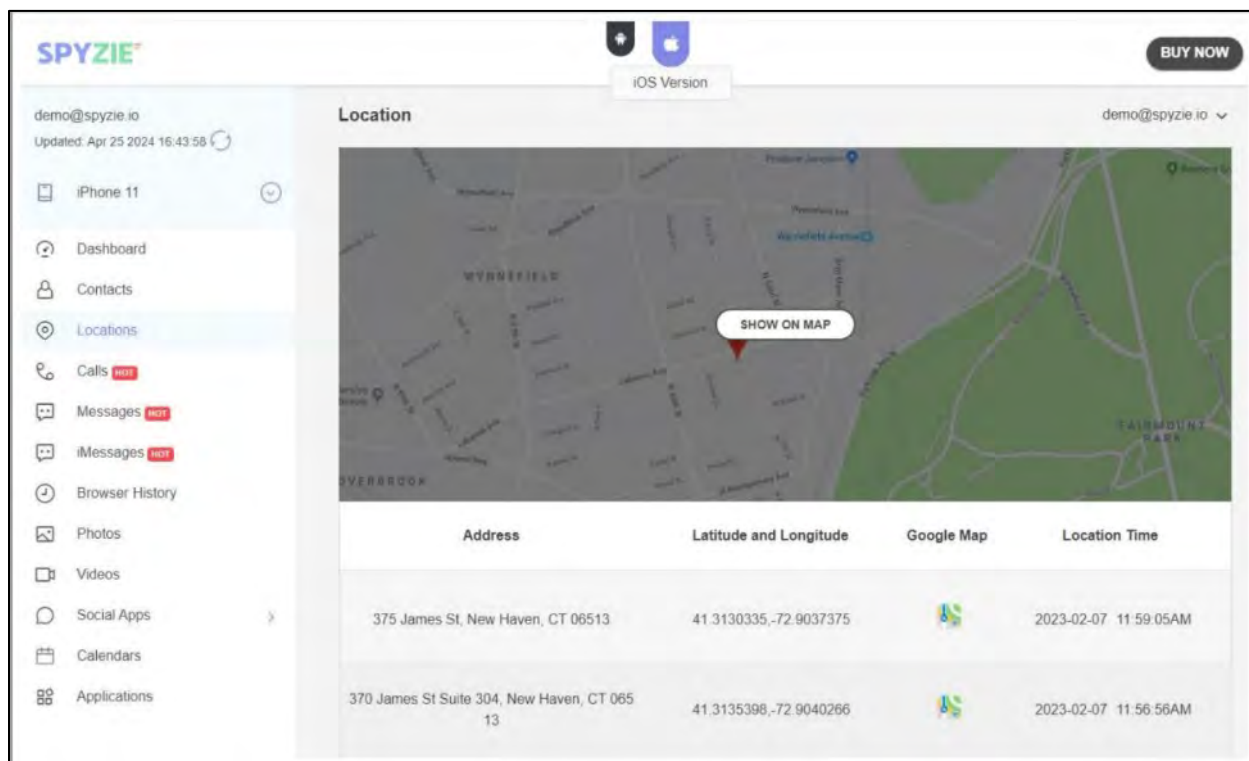 SPYZIE
iOS Version
BUY NOW
demo@spyzie.io
Updated: Apr 25 2024 16:43:58
iPhone 11
Dashboard
Contacts
Locations
Calls HOT
Messages HOT
iMessages HOT
Browser History
Photos
Videos
Social Apps
Calendars
Applications
Location
demo@spyzie.io
WYNNEFIELD
SHOW ON MAP
FAIRMOUNT
PARK
OVERBROOK
Address Latitude and Longitude Google Map Location Time
375 James St, New Haven, CT 06513 41.3130335,-72.9037375 2023-02-07 11:59:05AM
370 James St Suite 304, New Haven, CT 065
13 41.3135398,-72.9040266 2023-02-07 11:56:56AM